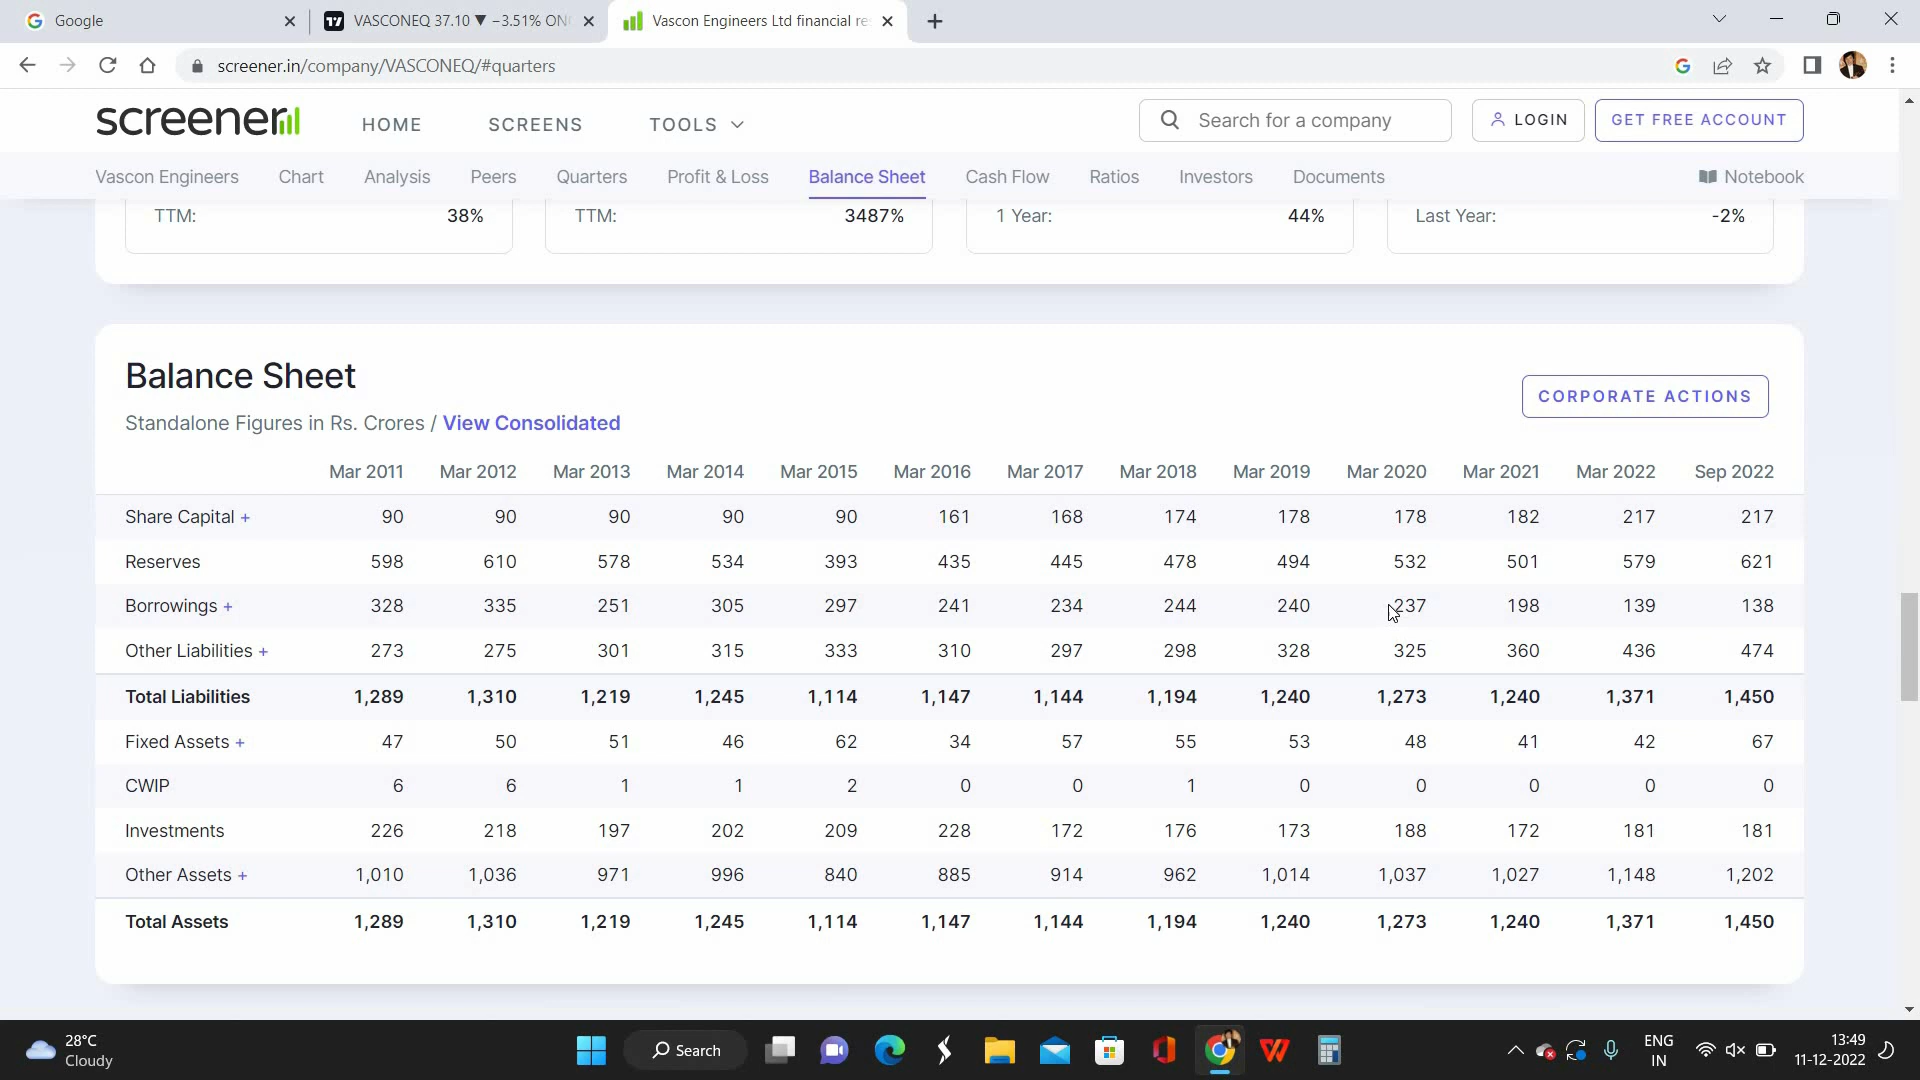 Google
VASCONEQ 37.10 ▼ −3.51% ON
Vascon Engineers Ltd financial re
screener.in/company/VASCONEQ/#quarters
screener
HOME
SCREENS
TOOLS
Search for a company
LOGIN
GET FREE ACCOUNT
Vascon Engineers
Chart
Analysis
Peers
Quarters
Profit & Loss
Balance Sheet
Cash Flow
Ratios
Investors
Documents
Notebook
TTM: 38%
TTM: 3487%
1 Year: 44%
Last Year: -2%
Balance Sheet
CORPORATE ACTIONS
Standalone Figures in Rs. Crores / View Consolidated
Mar 2011 Mar 2012 Mar 2013 Mar 2014 Mar 2015 Mar 2016 Mar 2017 Mar 2018 Mar 2019 Mar 2020 Mar 2021 Mar 2022 Sep 2022
Share Capital + 90 90 90 90 90 161 168 174 178 178 182 217 217
Reserves 598 610 578 534 393 435 445 478 494 532 501 579 621
Borrowings + 328 335 251 305 297 241 234 244 240 237 198 139 138
Other Liabilities + 273 275 301 315 333 310 297 298 328 325 360 436 474
Total Liabilities 1,289 1,310 1,219 1,245 1,114 1,147 1,144 1,194 1,240 1,273 1,240 1,371 1,450
Fixed Assets + 47 50 51 46 62 34 57 55 53 48 41 42 67
CWIP 6 6 1 1 2 0 0 1 0 0 0 0 0
Investments 226 218 197 202 209 228 172 176 173 188 172 181 181
Other Assets + 1,010 1,036 971 996 840 885 914 962 1,014 1,037 1,027 1,148 1,202
Total Assets 1,289 1,310 1,219 1,245 1,114 1,147 1,144 1,194 1,240 1,273 1,240 1,371 1,450
28°C
Cloudy
Search
ENG
IN
13:49
11-12-2022